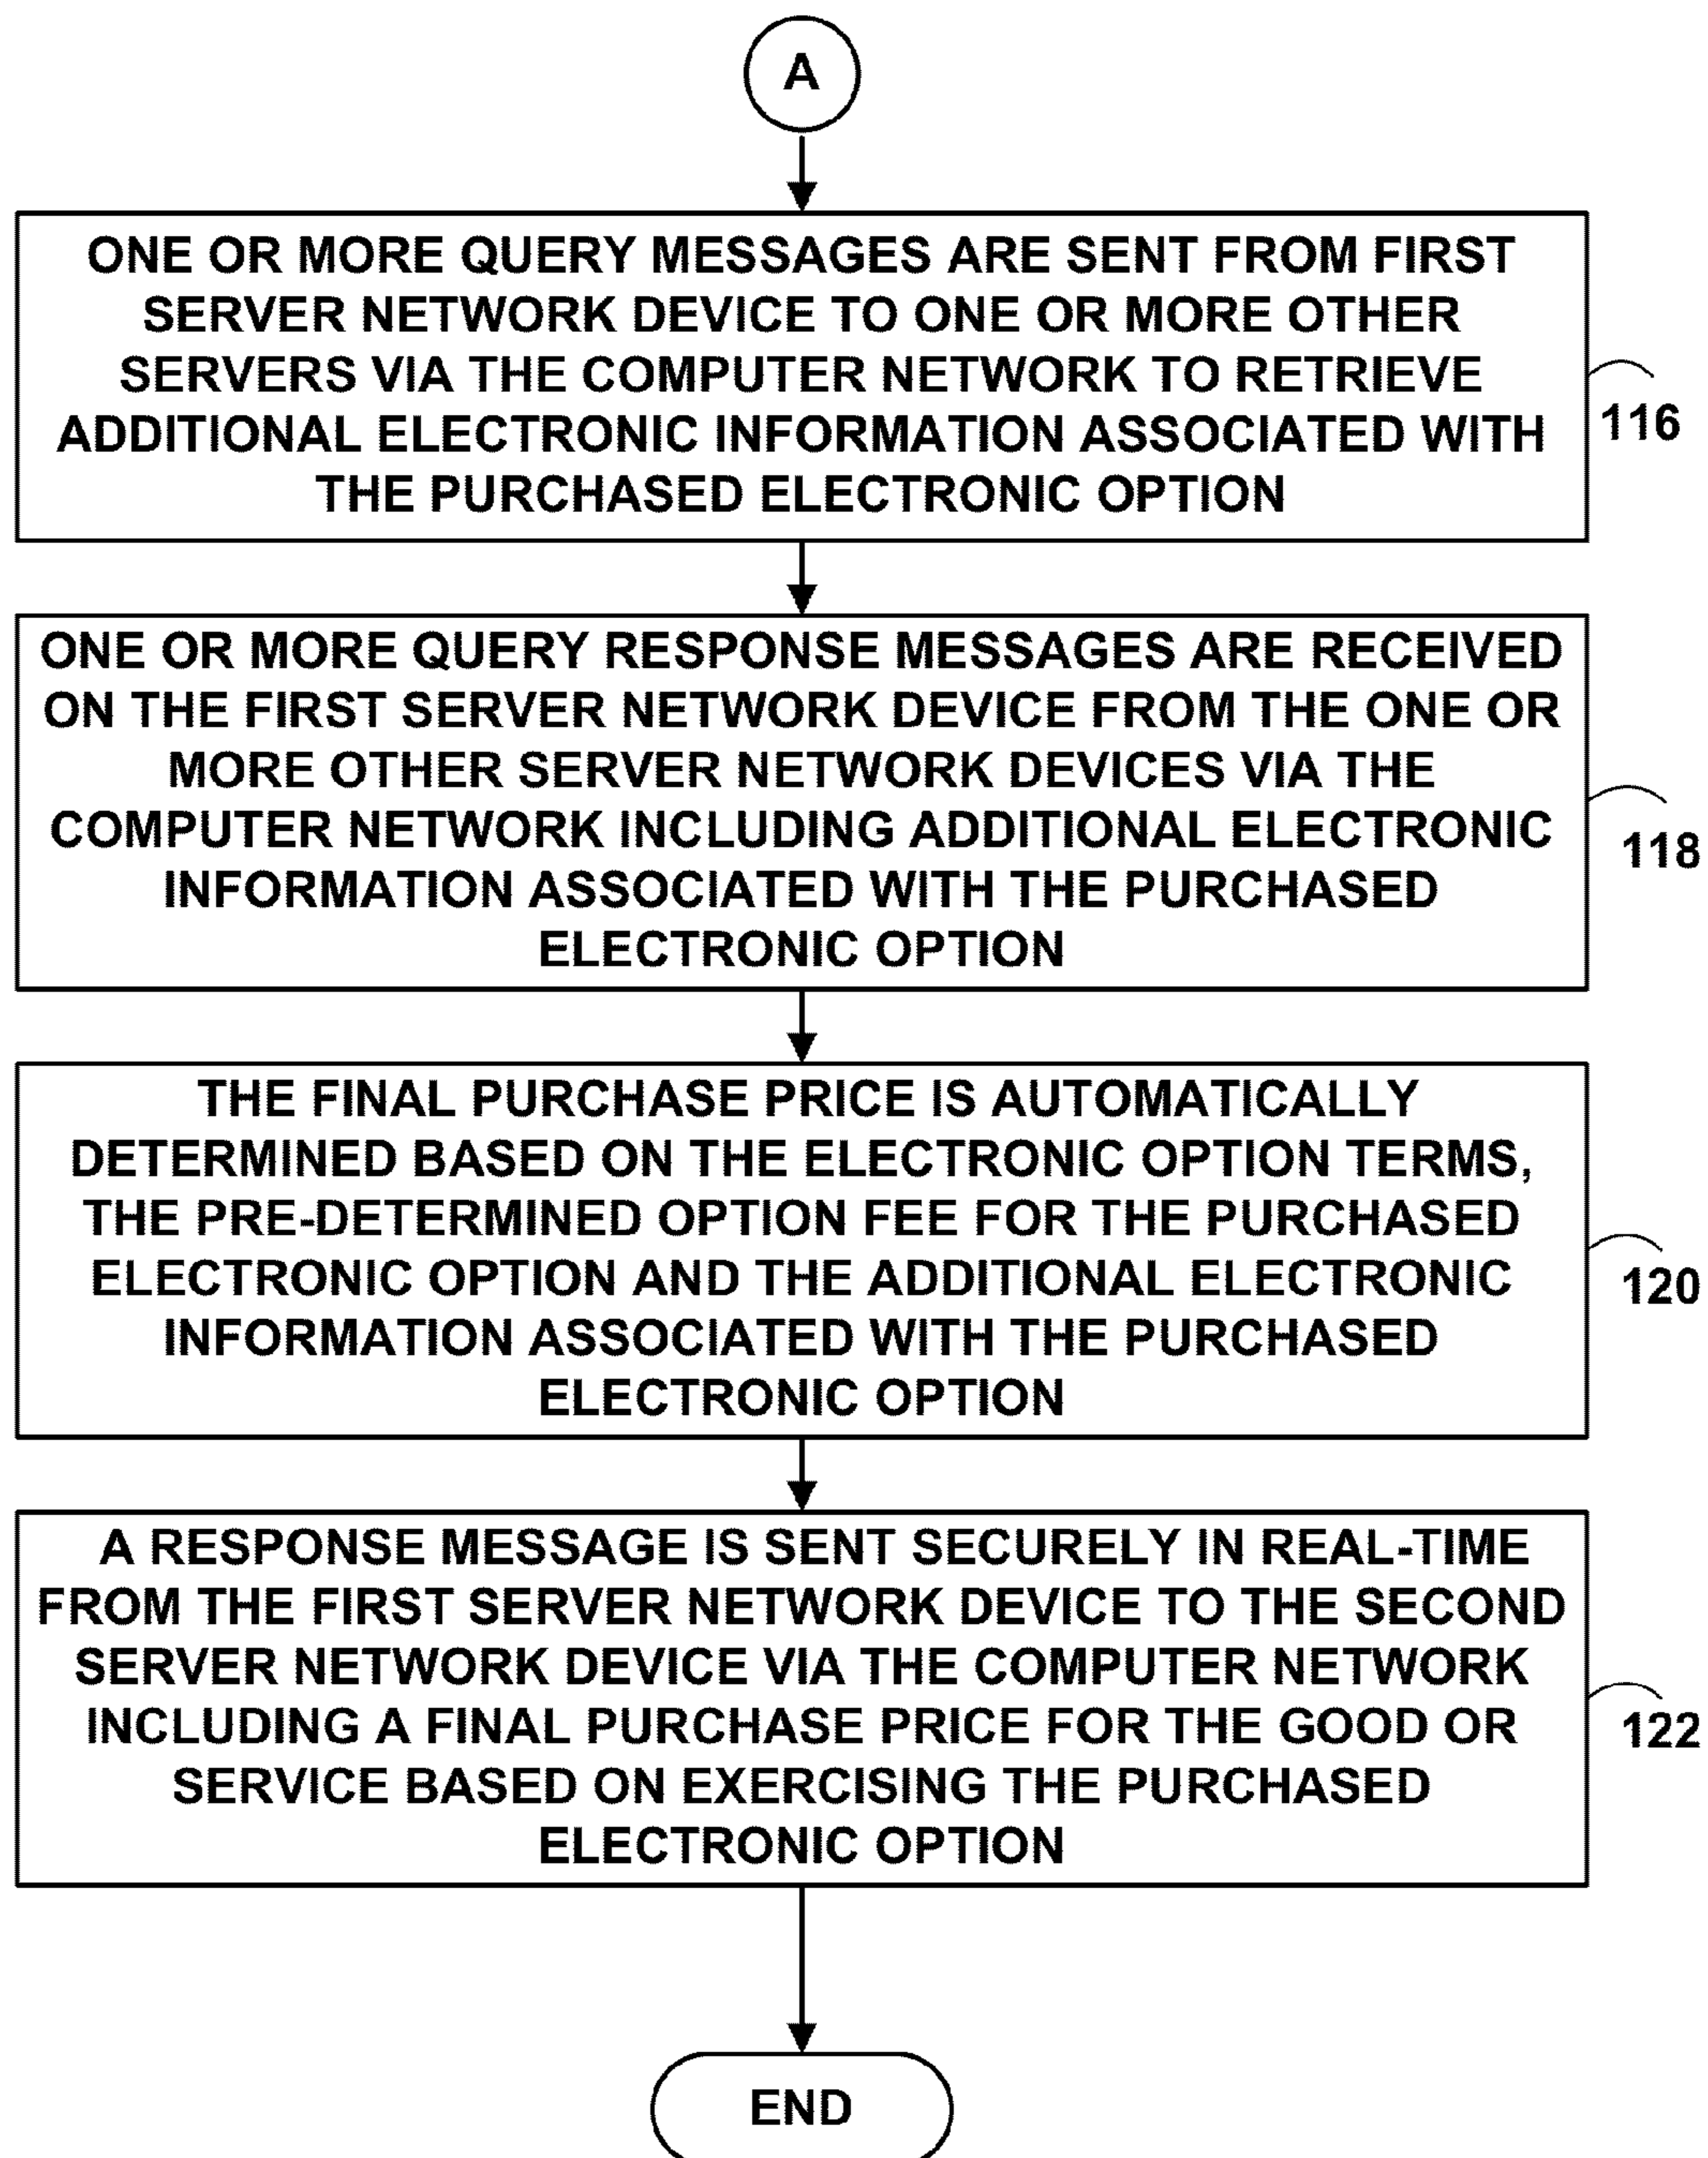 A
ONE OR MORE QUERY MESSAGES ARE SENT FROM FIRST
SERVER NETWORK DEVICE TO ONE OR MORE OTHER
SERVERS VIA THE COMPUTER NETWORK TO RETRIEVE
ADDITIONAL ELECTRONIC INFORMATION ASSOCIATED WITH
THE PURCHASED ELECTRONIC OPTION
116
ONE OR MORE QUERY RESPONSE MESSAGES ARE RECEIVED
ON THE FIRST SERVER NETWORK DEVICE FROM THE ONE OR
MORE OTHER SERVER NETWORK DEVICES VIA THE
COMPUTER NETWORK INCLUDING ADDITIONAL ELECTRONIC
INFORMATION ASSOCIATED WITH THE PURCHASED
ELECTRONIC OPTION
118
THE FINAL PURCHASE PRICE IS AUTOMATICALLY
DETERMINED BASED ON THE ELECTRONIC OPTION TERMS,
THE PRE-DETERMINED OPTION FEE FOR THE PURCHASED
ELECTRONIC OPTION AND THE ADDITIONAL ELECTRONIC
INFORMATION ASSOCIATED WITH THE PURCHASED
ELECTRONIC OPTION
120
A RESPONSE MESSAGE IS SENT SECURELY IN REAL-TIME
FROM THE FIRST SERVER NETWORK DEVICE TO THE SECOND
SERVER NETWORK DEVICE VIA THE COMPUTER NETWORK
INCLUDING A FINAL PURCHASE PRICE FOR THE GOOD OR
SERVICE BASED ON EXERCISING THE PURCHASED
ELECTRONIC OPTION
122
END